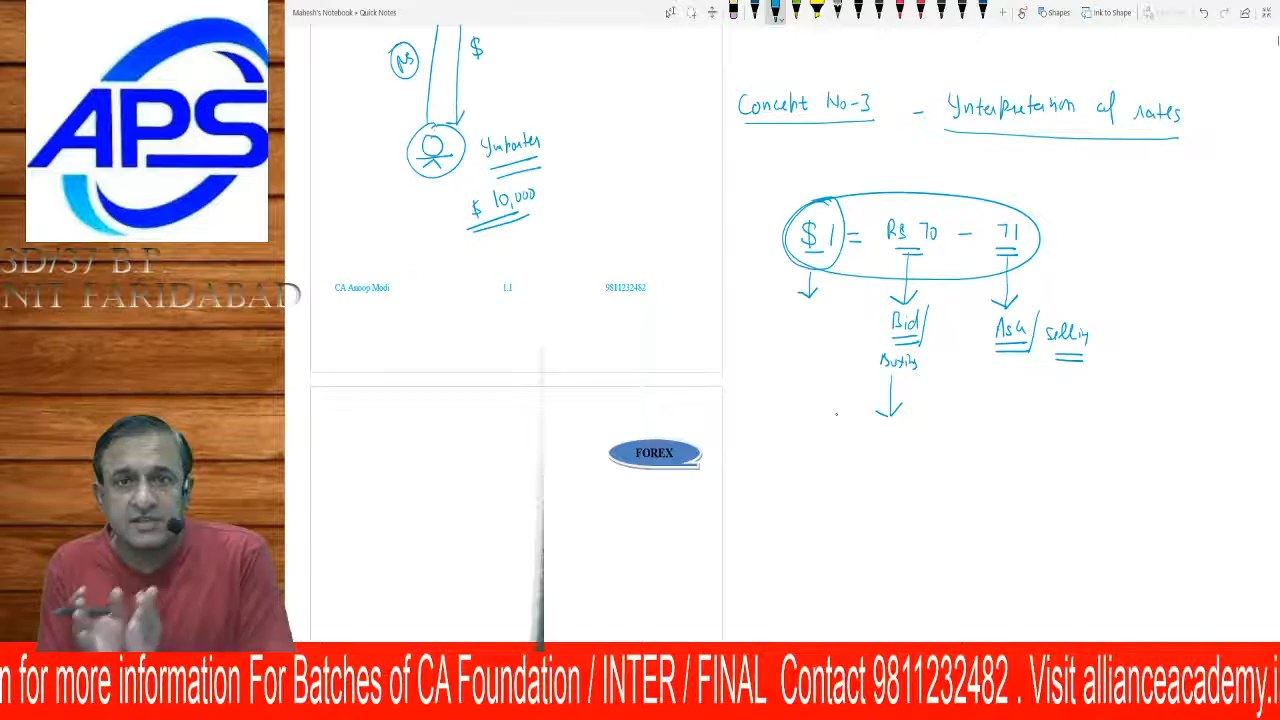 Mahesh's Notebook » Quick Notes
Shapes
Ink to Shape
APS
3D/37 B.P.
NIT FARIDABAD
Rs
$
Importer
$ 10,000
CA Anoop Modi 1.1 9811232482
FOREX
Concept No-3 - Interpretation of rates
$ 1 = Rs 70 - 71
Bid/
Buying
Ask / selling
n for more information For Batches of CA Foundation / INTER / FINAL Contact 9811232482 . Visit allianceacademy.i